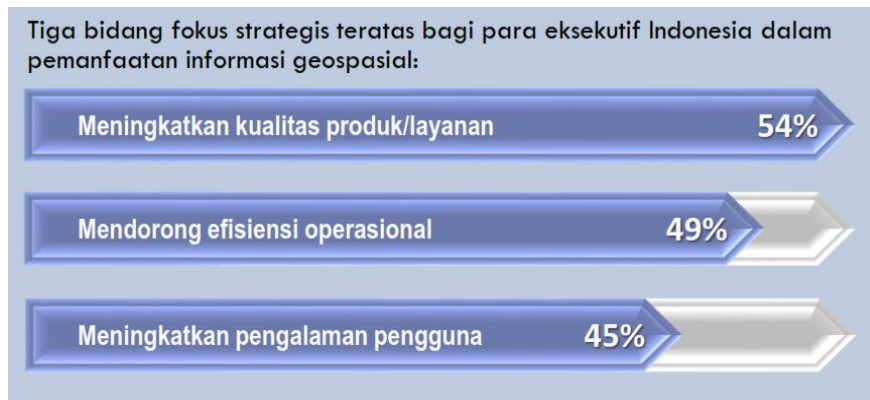 Tiga bidang fokus strategis teratas bagi para eksekutif Indonesia dalam
pemanfaatan informasi geospasial:
Meningkatkan kualitas produk/layanan 54%
Mendorong efisiensi operasional 49%
Meningkatkan pengalaman pengguna 45%